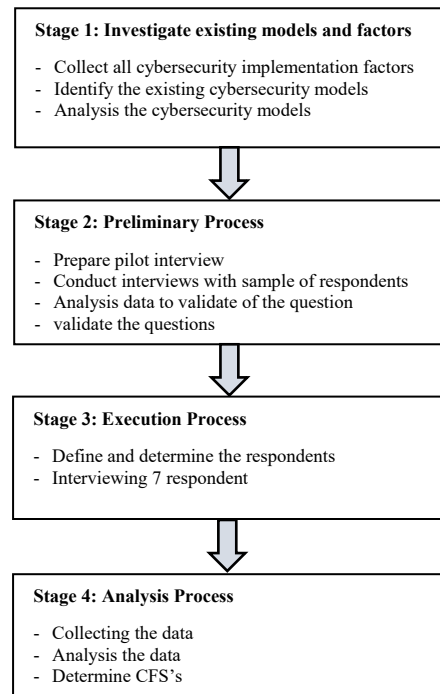 Stage 1: Investigate existing models and factors
- Collect all cybersecurity implementation factors
- Identify the existing cybersecurity models
- Analysis the cybersecurity models
Stage 2: Preliminary Process
- Prepare pilot interview
- Conduct interviews with sample of respondents
- Analysis data to validate of the question
- validate the questions
Stage 3: Execution Process
- Define and determine the respondents
- Interviewing 7 respondent
Stage 4: Analysis Process
- Collecting the data
- Analysis the data
- Determine CFS's